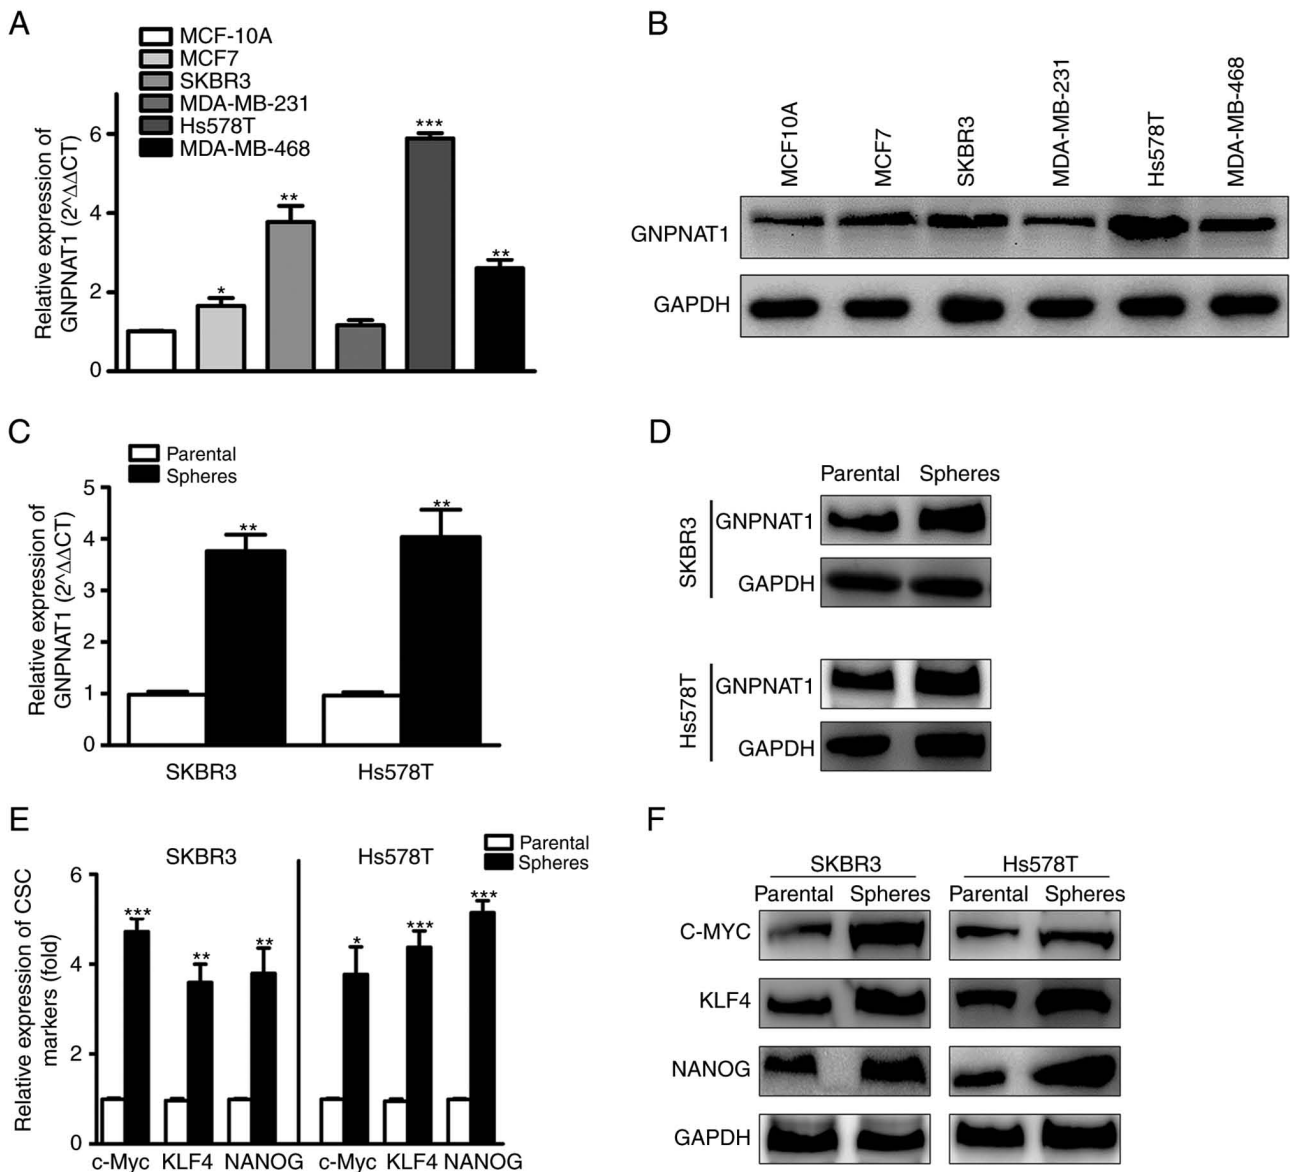 A
MCF-10A
MCF7
SKBR3
MDA-MB-231
Hs578T
MDA-MB-468
Relative expression of
GNPNAT1 (2^ΔΔCT)
6
4
2
0
*
**
***
**
B
MCF10A
MCF7
SKBR3
MDA-MB-231
Hs578T
MDA-MB-468
GNPNAT1
GAPDH
C
Parental
Spheres
Relative expression of
GNPNAT1 (2^ΔΔCT)
5
4
3
2
1
0
**
**
SKBR3
Hs578T
D
Parental Spheres
SKBR3
GNPNAT1
GAPDH
Hs578T
GNPNAT1
GAPDH
E
SKBR3
Hs578T
Parental
Spheres
Relative expression of CSC
markers (fold)
6
4
2
0
***
**
**
*
***
***
c-Myc KLF4 NANOG c-Myc KLF4 NANOG
F
SKBR3 Hs578T
Parental Spheres Parental Spheres
C-MYC
KLF4
NANOG
GAPDH